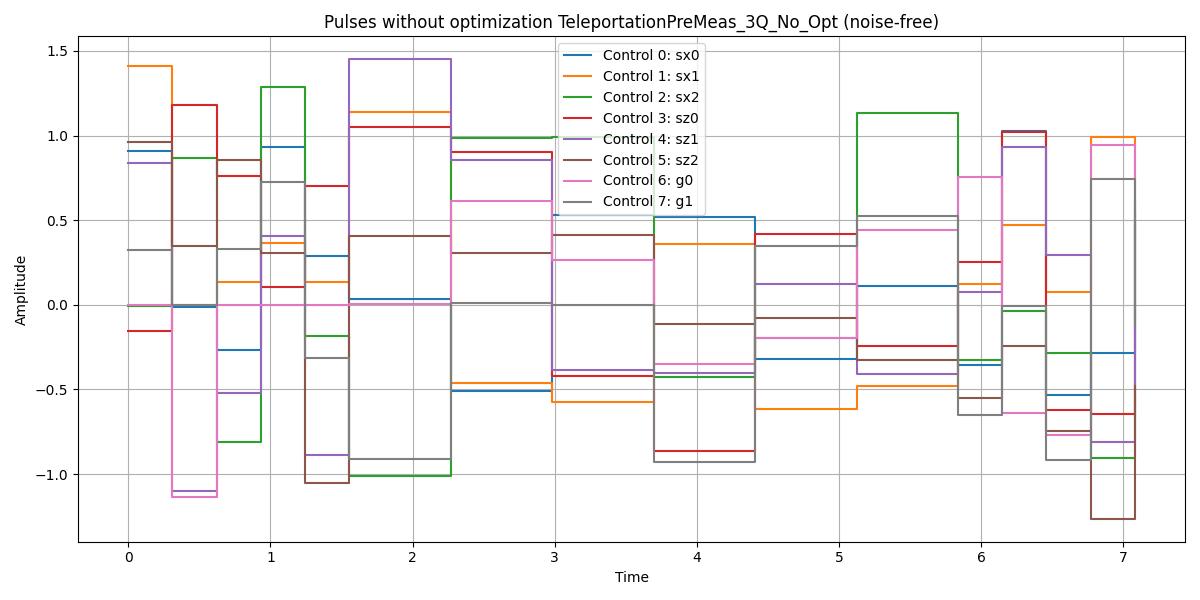 Pulses without optimization TeleportationPreMeas_3Q_No_Opt (noise-free)
Control 0: sx0
Control 1: sx1
Control 2: sx2
Control 3: sz0
Control 4: sz1
Control 5: sz2
Control 6: g0
Control 7: g1
Amplitude
1.5
1.0
0.5
0.0
−0.5
−1.0
0 1 2 3 4 5 6 7
Time